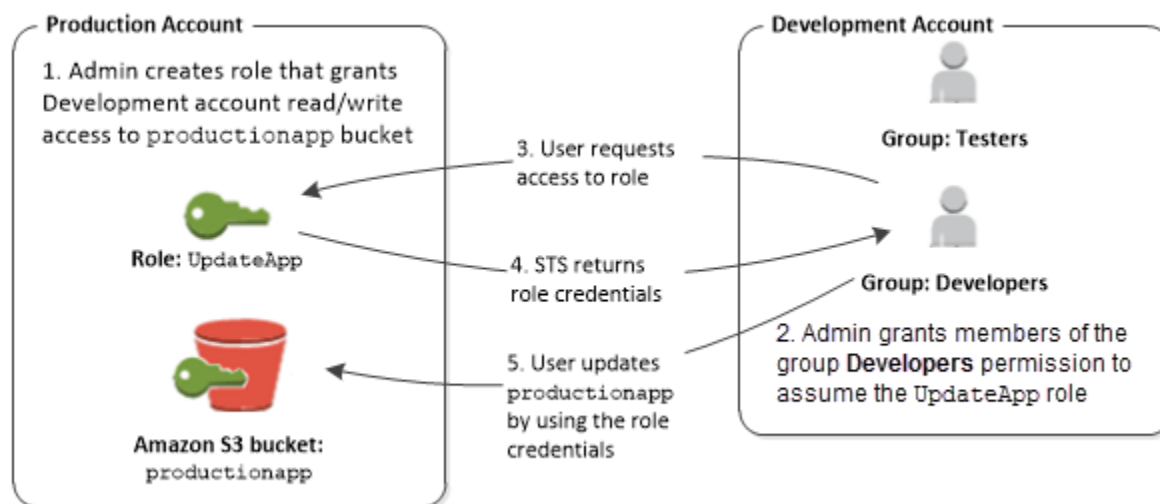 Production Account
1. Admin creates role that grants
Development account read/write
access to productionapp bucket
Role: UpdateApp
Amazon S3 bucket:
productionapp
3. User requests
access to role
4. STS returns
role credentials
5. User updates
productionapp
by using the role
credentials
Development Account
Group: Testers
Group: Developers
2. Admin grants members of the
group Developers permission to
assume the UpdateApp role